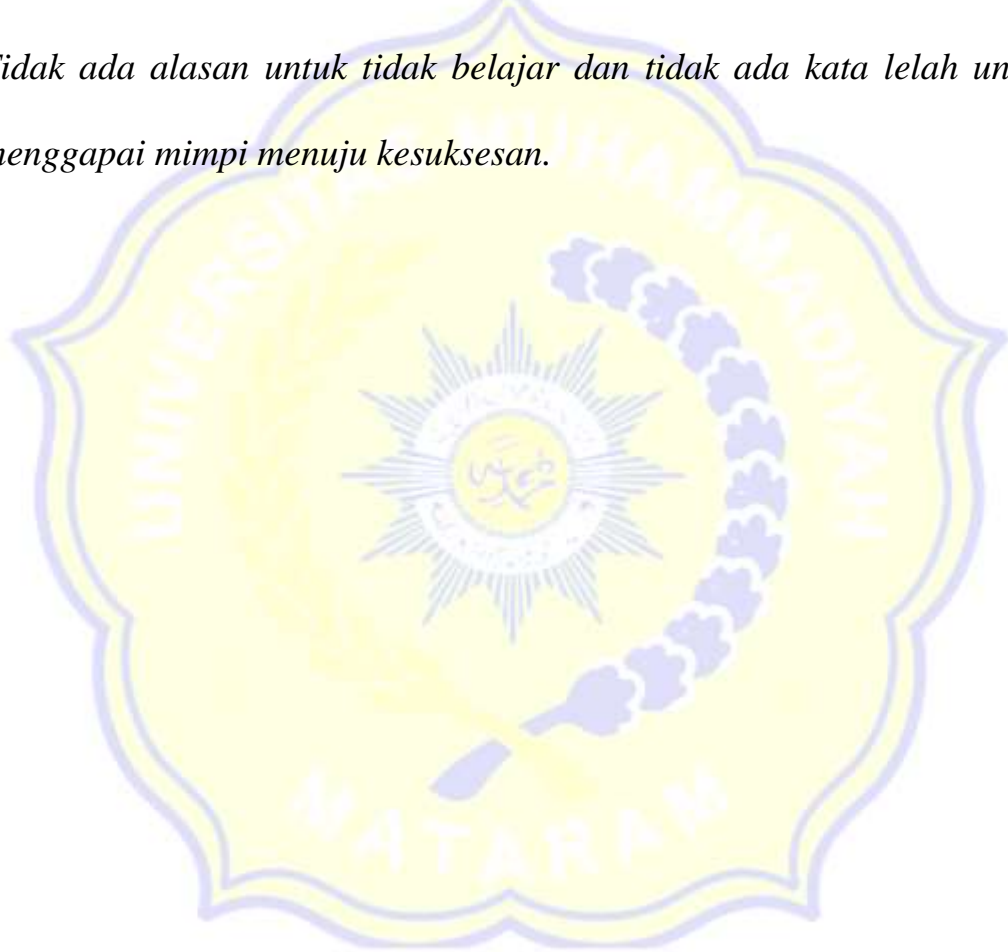 idak ada alasan untuk tidak belajar dan tidak ada kata lelah un
enggapai mimpi menuju kesuksesan.
UNIVERSITAS MUHAMMADIYAH
MATARAM